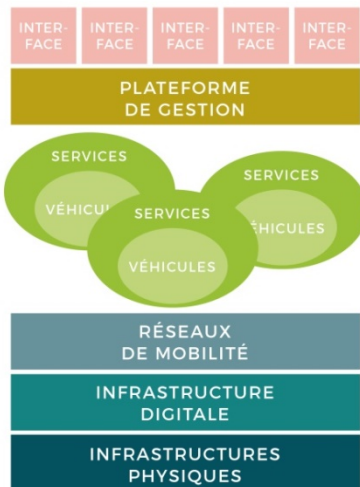 INTER-
FACE
INTER-
FACE
INTER-
FACE
INTER-
FACE
INTER-
FACE
PLATEFORME
DE GESTION
SERVICES
VÉHICUL
SERVICES
VÉHICULES
SERVICES
ÉHICULES
RÉSEAUX
DE MOBILITÉ
INFRASTRUCTURE
DIGITALE
INFRASTRUCTURES
PHYSIQUES